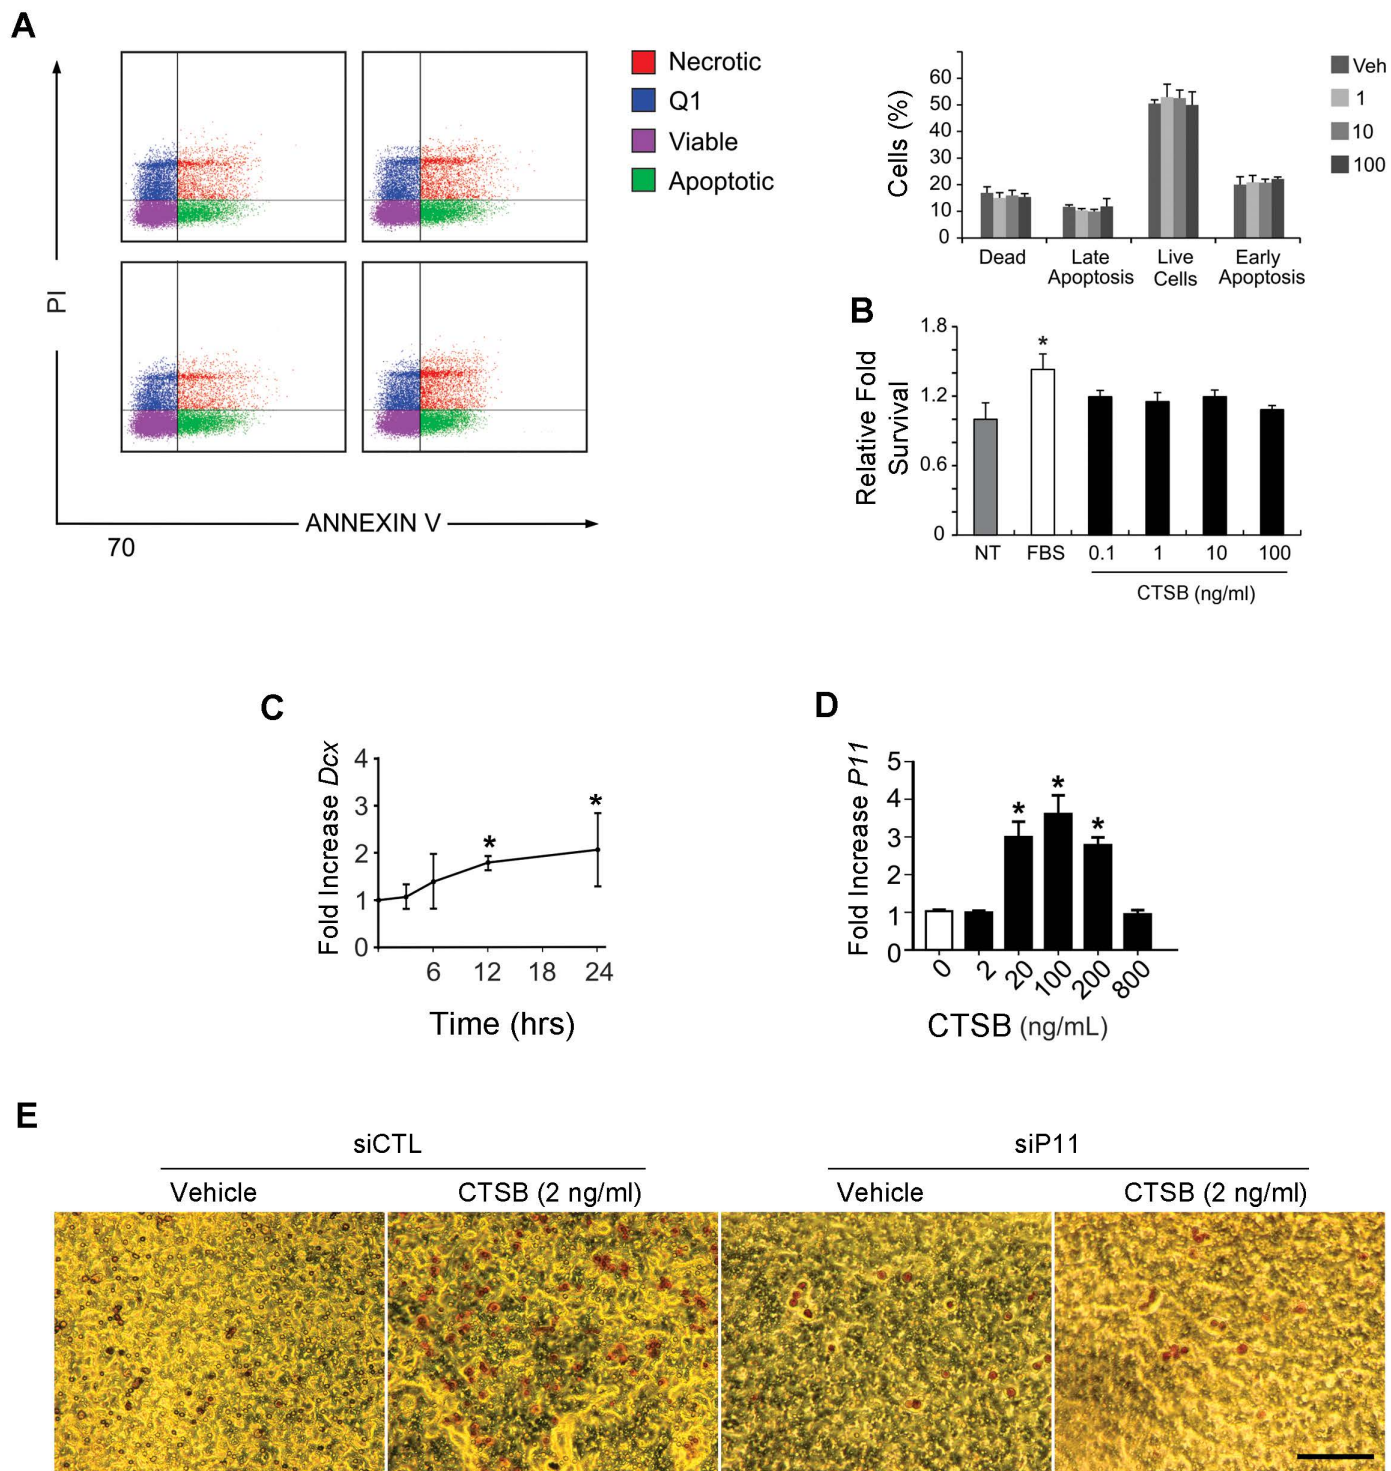 A
PI
ANNEXIN V
70
Necrotic
Q1
Viable
Apoptotic
Cells (%)
60
50
40
30
20
10
0
Dead
Late
Apoptosis
Live
Cells
Early
Apoptosis
Veh
1
10
100
B
Relative Fold
Survival
1.8
1.2
0.6
0
*
NT
FBS
0.1
1
10
100
CTSB (ng/ml)
C
Fold Increase Dcx
4
3
2
1
0
*
*
6
12
18
24
Time (hrs)
D
Fold Increase P11
5
4
3
2
1
0
*
*
*
0
2
20
100
200
800
CTSB (ng/mL)
E
siCTL
siP11
Vehicle
CTSB (2 ng/ml)
Vehicle
CTSB (2 ng/ml)